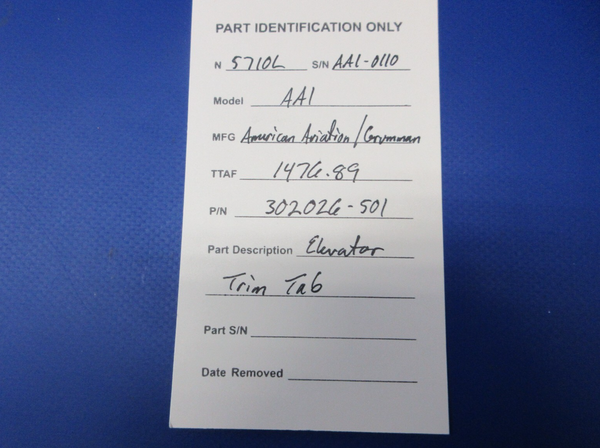 PART IDENTIFICATION ONLY
N 5710L S/N AA1-0110
Model AA1
MFG American Aviation/Grumman
TTAF 1476.89
P/N 302026-501
Part Description Elevator
Trim Tab
Part S/N
Date Removed